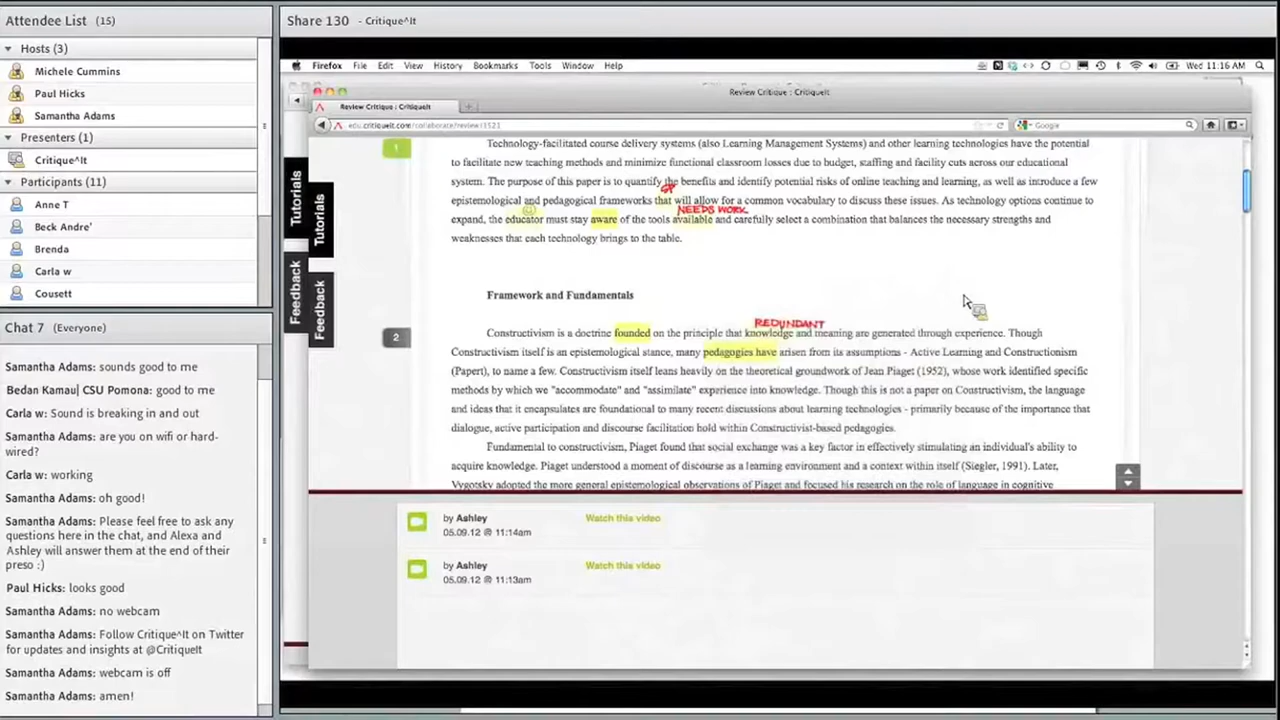 Attendee List (15)
Hosts (3)
Michele Cummins
Paul Hicks
Samantha Adams
Presenters (1)
Critique^It
Participants (11)
Anne T
Beck Andre'
Brenda
Carla w
Cousett
Chat 7 (Everyone)
Samantha Adams: sounds good to me
Bedan Kamau| CSU Pomona: good to me
Carla w: Sound is breaking in and out
Samantha Adams: are you on wifi or hard-
wired?
Carla w: working
Samantha Adams: oh good!
Samantha Adams: Please feel free to ask any
questions here in the chat, and Alexa and
Ashley will answer them at the end of their
preso :)
Paul Hicks: looks good
Samantha Adams: no webcam
Samantha Adams: Follow Critique^It on Twitter
for updates and insights at @CritiqueIt
Samantha Adams: webcam is off
Samantha Adams: amen!
Share 130 - Critique^It
Firefox File Edit View History Bookmarks Tools Window Help Wed 11:16 AM
Review Critique : CritiqueIt
Review Critique : CritiqueIt
edu.critiqueit.com/collaborate/review/1521 Google
Tutorials
Tutorials
Feedback
Feedback
1
Technology-facilitated course delivery systems (also Learning Management Systems) and other learning technologies have the potential
to facilitate new teaching methods and minimize functional classroom losses due to budget, staffing and facility cuts across our educational
system. The purpose of this paper is to quantify the benefits and identify potential risks of online teaching and learning, as well as introduce a few
epistemological and pedagogical frameworks that will allow for a common vocabulary to discuss these issues. As technology options continue to
NEEDS WORK
expand, the educator must stay aware of the tools available and carefully select a combination that balances the necessary strengths and
weaknesses that each technology brings to the table.
Framework and Fundamentals
REDUNDANT
2
Constructivism is a doctrine founded on the principle that knowledge and meaning are generated through experience. Though
Constructivism itself is an epistemological stance, many pedagogies have arisen from its assumptions - Active Learning and Constructionism
(Papert), to name a few. Constructivism itself leans heavily on the theoretical groundwork of Jean Piaget (1952), whose work identified specific
methods by which we "accommodate" and "assimilate" experience into knowledge. Though this is not a paper on Constructivism, the language
and ideas that it encapsulates are foundational to many recent discussions about learning technologies - primarily because of the importance that
dialogue, active participation and discourse facilitation hold within Constructivist-based pedagogies.
Fundamental to constructivism, Piaget found that social exchange was a key factor in effectively stimulating an individual's ability to
acquire knowledge. Piaget understood a moment of discourse as a learning environment and a context within itself (Siegler, 1991). Later,
Vygotsky adopted the more general epistemological observations of Piaget and focused his research on the role of language in cognitive
by Ashley Watch this video
05.09.12 @ 11:14am
by Ashley Watch this video
05.09.12 @ 11:13am